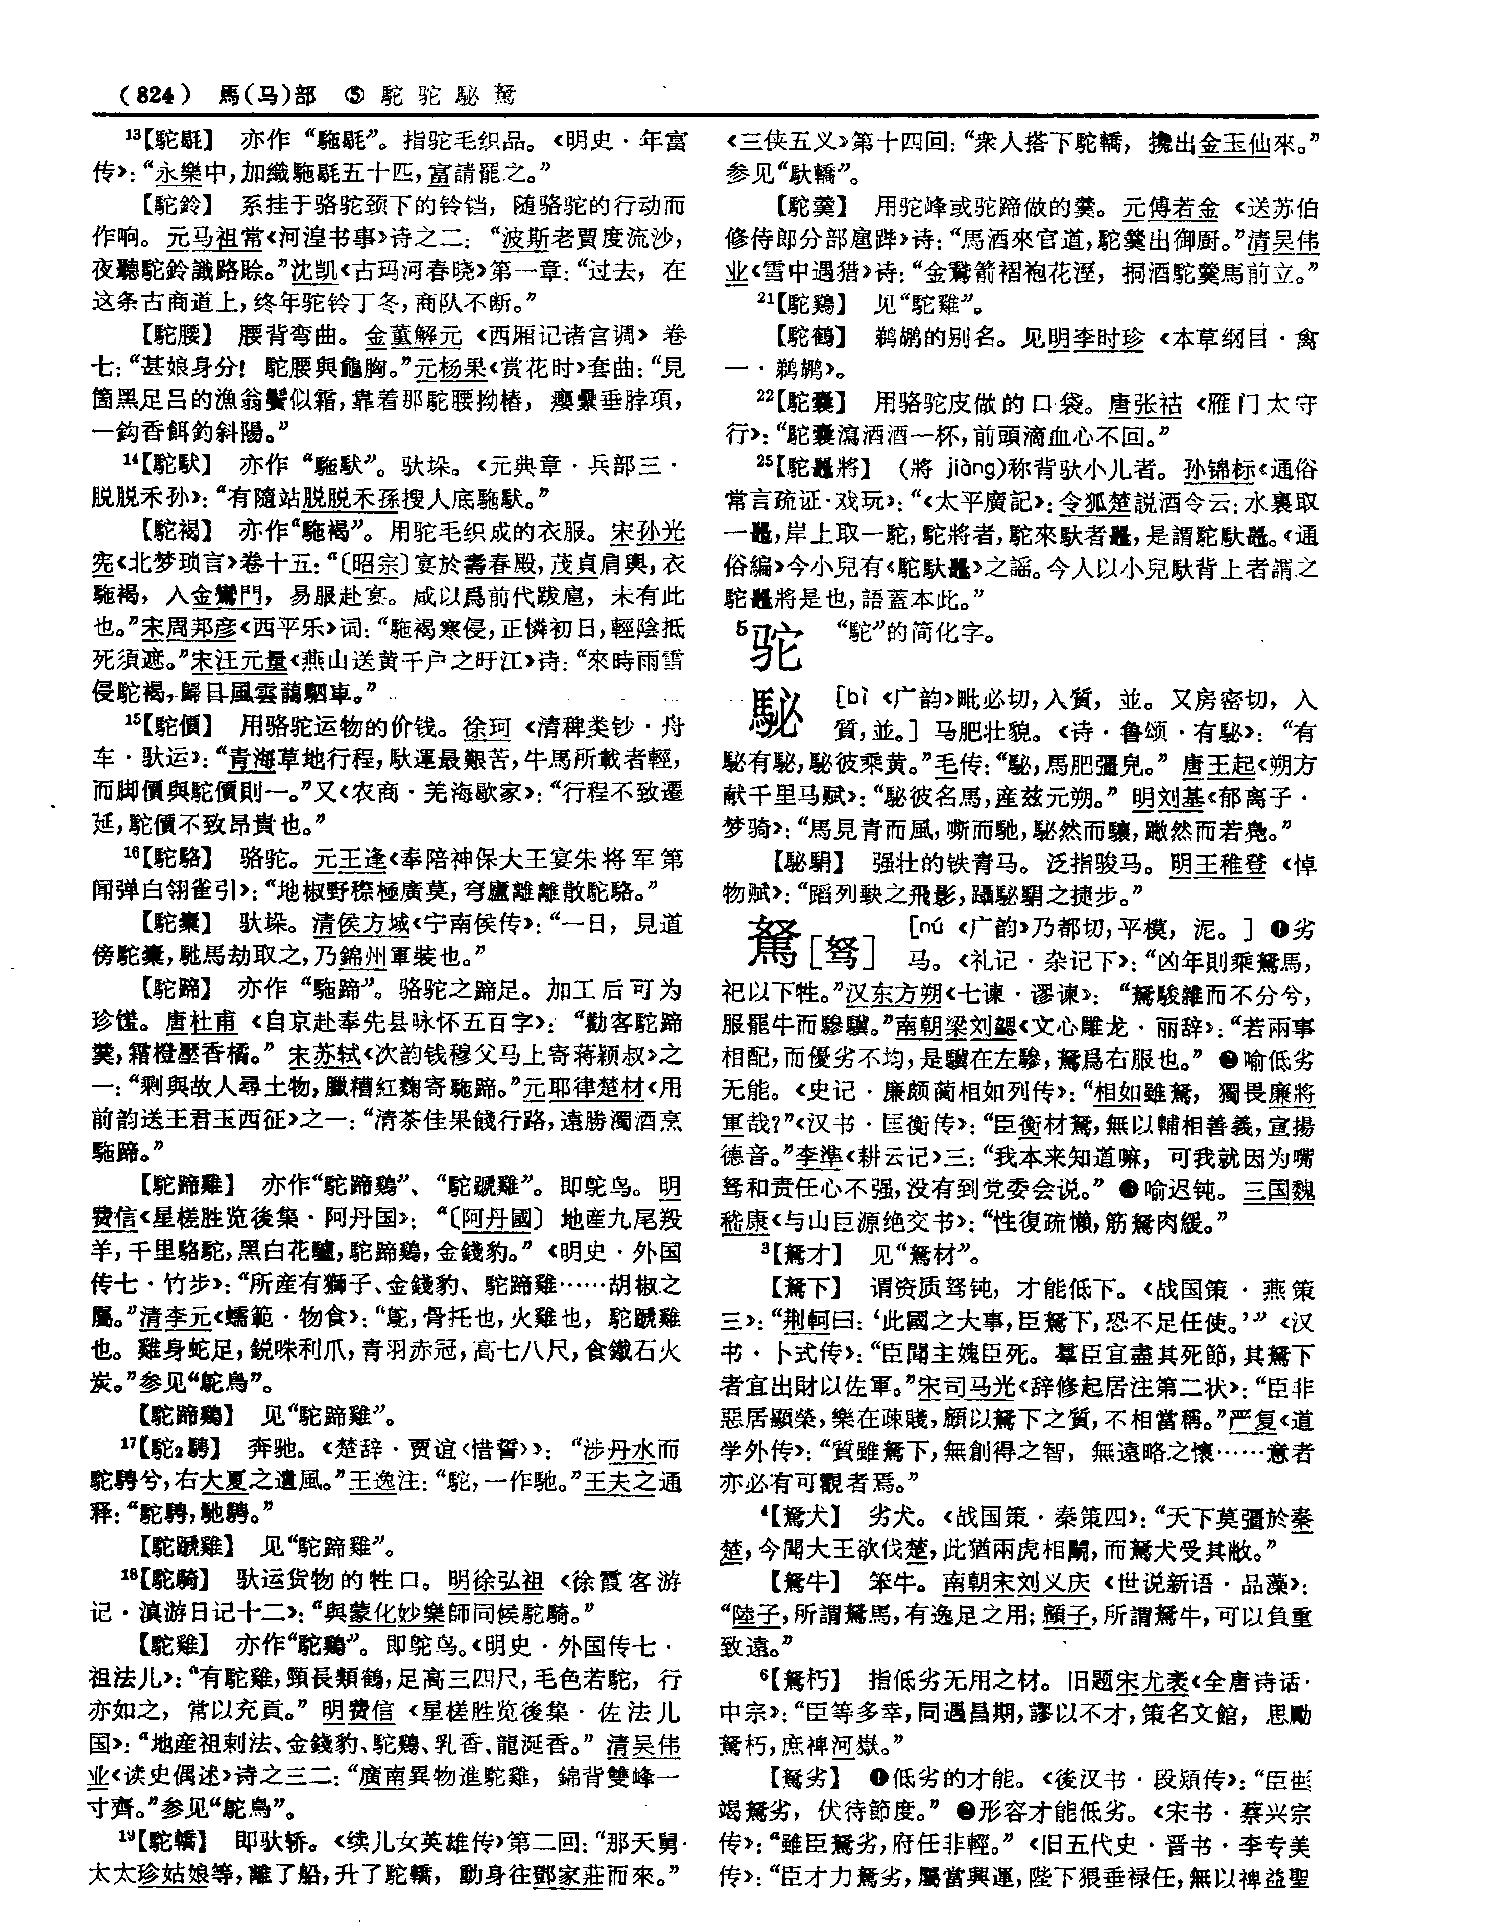 (824) 馬(马)部 ⑤ 駝 驼 駜 駑
13【駝毼】 亦作“駞毼”。指驼毛织品。《明史·年富
传》：“永樂中，加織駞毼五十匹，富請罷之。”
【駝鈴】 系挂于骆驼颈下的铃铛，随骆驼的行动而
作响。元马祖常《河湟书事》诗之二：“波斯老賈度流沙，
夜聽駝鈴識路賒。”沈凯《古玛河春晓》第一章：“过去，在
这条古商道上，终年驼铃丁冬，商队不断。”
【駝腰】 腰背弯曲。金董解元《西厢记诸宫调》卷
七：“甚娘身分！駝腰與龜胸。”元杨果《赏花时》套曲：“見
箇黑足吕的漁翁鬢似霜，靠着那駝腰拗樁，癭纍垂脖項，
一鈎香餌釣斜陽。”
14【駝馱】 亦作“駞馱”。驮垛。《元典章·兵部三·
脱脱禾孙》：“有隨站脱脱禾孫搜人底駞馱。”
【駝褐】 亦作“駞褐”。用驼毛织成的衣服。宋孙光
宪《北梦琐言》卷十五：“〔昭宗〕宴於壽春殿，茂貞肩輿，衣
駞褐，入金鸞門，易服赴宴。咸以爲前代跋扈，未有此
也。”宋周邦彦《西平乐》词：“駞褐寒侵，正憐初日，輕陰抵
死須遮。”宋汪元量《燕山送黄千户之盱江》诗：“來時雨雪
侵駝褐，歸日風雲藹駟車。”
15【駝價】 用骆驼运物的价钱。徐珂《清稗类钞·舟
车·驮运》：“青海草地行程，馱運最艱苦，牛馬所載者輕，
而脚價與駝價則一。”又《农商·羌海歇家》：“行程不致遷
延，駝價不致昂貴也。”
16【駝駱】 骆驼。元王逢《奉陪神保大王宴朱将军第
闻弹白翎雀引》：“地椒野穄極廣莫，穹廬離離散駝駱。”
【駝橐】 驮垛。清侯方域《宁南侯传》：“一日，見道
傍駝橐，馳馬劫取之，乃錦州軍裝也。”
【駝蹄】 亦作“駞蹄”。骆驼之蹄足。加工后可为
珍馐。唐杜甫《自京赴奉先县咏怀五百字》：“勸客駝蹄
羹，霜橙壓香橘。”宋苏轼《次韵钱穆父马上寄蒋颖叔》之
一：“剩與故人尋土物，臘糟紅麴寄駞蹄。”元耶律楚材《用
前韵送王君玉西征》之一：“清茶佳果餞行路，遠勝濁酒烹
駞蹄。”
【駝蹄雞】 亦作“駝蹄鷄”、“駝蹏雞”。即鸵鸟。明
费信《星槎胜览後集·阿丹国》：“〔阿丹國〕地産九尾羖
羊，千里駱駝，黑白花驢，駝蹄鷄，金錢豹。”《明史·外国
传七·竹步》：“所産有獅子、金錢豹、駝蹄雞……胡椒之
屬。”清李元《蠕範·物食》：“鴕，骨托也，火雞也，駝蹏雞
也。雞身蛇足，鋭咮利爪，青羽赤冠，高七八尺，食鐵石火
炭。”参见“鴕鳥”。
【駝蹄鷄】 见“駝蹄雞”。
17【駝2騁】 奔驰。《楚辞·贾谊〈惜誓〉》：“涉丹水而
駝騁兮，右大夏之遺風。”王逸注：“駝，一作馳。”王夫之通
释：“駝騁，馳騁。”
【駝蹏雞】 见“駝蹄雞”。
18【駝騎】 驮运货物的牲口。明徐弘祖《徐霞客游
记·滇游日记十二》：“與蒙化妙樂師同候駝騎。”
【駝雞】 亦作“駝鷄”。即鸵鸟。《明史·外国传七·
祖法儿》：“有駝雞，頸長類鶴，足高三四尺，毛色若駝，行
亦如之，常以充貢。”明费信《星槎胜览後集·佐法儿
国》：“地産祖剌法、金錢豹、駝鷄、乳香、龍涎香。”清吴伟
业《读史偶述》诗之三二：“廣南異物進駝雞，錦背雙峰一
寸齊。”参见“鴕鳥”。
19【駝轎】 即驮轿。《续儿女英雄传》第二回：“那天舅
太太珍姑娘等，離了船，升了駝轎，動身往鄧家莊而來。”
《三侠五义》第十四回：“衆人搭下駝轎，攙出金玉仙來。”
参见“馱轎”。
【駝羹】 用驼峰或驼蹄做的羹。元傅若金《送苏伯
修侍郎分部扈跸》诗：“馬酒來官道，駝羹出御厨。”清吴伟
业《雪中遇猎》诗：“金鵞箭褶袍花溼，挏酒駝羹馬前立。”
21【駝鷄】 见“駝雞”。
【駝鶴】 鹈鹕的别名。见明李时珍《本草纲目·禽
一·鹈鹕》。
22【駝囊】 用骆驼皮做的口袋。唐张祜《雁门太守
行》：“駝囊瀉酒酒一杯，前頭滴血心不回。”
25【駝龞將】 (將 jiàng)称背驮小儿者。孙锦标《通俗
常言疏证·戏玩》：“《太平廣記》：令狐楚説酒令云：水裏取
一龞，岸上取一駝，駝將者，駝來馱者龞，是謂駝馱龞。《通
俗編》今小兒有《駝馱龞》之謡。今人以小兒馱背上者謂之
駝龞將是也，語蓋本此。”
5驼 “駝”的简化字。
駜 [bì 《广韵》毗必切，入質，並。又房密切，入
質，並。] 马肥壮貌。《诗·鲁颂·有駜》：“有
駜有駜，駜彼乘黄。”毛传：“駜，馬肥彊皃。”唐王起《朔方
献千里马赋》：“駜彼名馬，産兹元朔。”明刘基《郁离子·
梦骑》：“馬見青而風，嘶而馳，駜然而驤，蹴然而若凫。”
【駜駽】 强壮的铁青马。泛指骏马。明王稚登《悼
物赋》：“蹈列缺之飛影，躡駜駽之捷步。”
駑[驽] [nú 《广韵》乃都切，平模，泥。] ❶劣
马。《礼记·杂记下》：“凶年則乘駑馬，
祀以下牲。”汉东方朔《七谏·谬谏》：“駑駿雜而不分兮，
服罷牛而驂驥。”南朝梁刘勰《文心雕龙·丽辞》：“若兩事
相配，而優劣不均，是驥在左驂，駑爲右服也。” ❷喻低劣
无能。《史记·廉颇蔺相如列传》：“相如雖駑，獨畏廉將
軍哉？”《汉书·匡衡传》：“臣衡材駑，無以輔相善義，宣揚
德音。”李準《耕云记》三：“我本来知道嘛，可我就因为嘴
驽和责任心不强，没有到党委会说。” ❸喻迟钝。三国魏
嵇康《与山巨源绝交书》：“性復疏懶，筋駑肉緩。”
3【駑才】 见“駑材”。
【駑下】 谓资质驽钝，才能低下。《战国策·燕策
三》：“荆軻曰：‘此國之大事，臣駑下，恐不足任使。’”《汉
书·卜式传》：“臣聞主媿臣死。羣臣宜盡其死節，其駑下
者宜出財以佐軍。”宋司马光《辞修起居注第二状》：“臣非
惡居顯榮，樂在疎賤，顧以駑下之質，不相當稱。”严复《道
学外传》：“質雖駑下，無創得之智，無遠略之懷……意者
亦必有可觀者焉。”
4【駑犬】 劣犬。《战国策·秦策四》：“天下莫彊於秦
楚，今聞大王欲伐楚，此猶兩虎相鬭，而駑犬受其敝。”
【駑牛】 笨牛。南朝宋刘义庆《世说新语·品藻》：
“陸子，所謂駑馬，有逸足之用；顧子，所謂駑牛，可以負重
致遠。”
6【駑朽】 指低劣无用之材。旧题宋尤袤《全唐诗话·
中宗》：“臣等多幸，同遇昌期，謬以不才，策名文館，思勵
駑朽，庶裨河嶽。”
【駑劣】 ❶低劣的才能。《後汉书·段颎传》：“臣每
竭駑劣，伏待節度。” ❷形容才能低劣。《宋书·蔡兴宗
传》：“雖臣駑劣，府任非輕。”《旧五代史·晋书·李专美
传》：“臣才力駑劣，屬當興運，陛下猥垂禄任，無以裨益聖